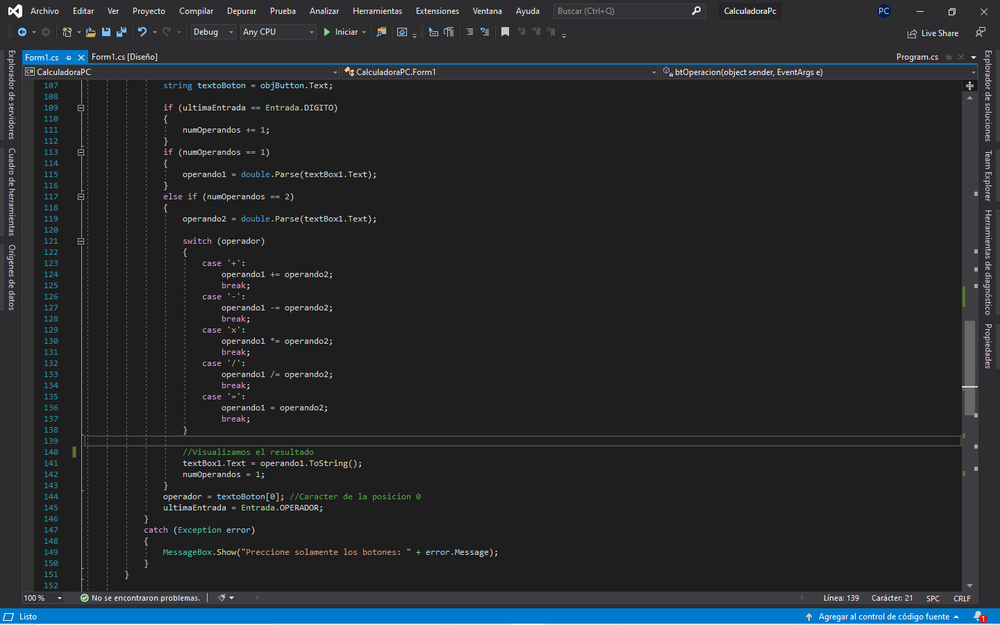 Archivo Editar Ver Proyecto Compilar Depurar Prueba Analizar Herramientas Extensiones Ventana Ayuda Buscar (Ctrl+Q) CalculadoraPc PC
Debug Any CPU Iniciar Live Share
Form1.cs Form1.cs [Diseño] Program.cs
C# CalculadoraPC CalculadoraPC.Form1 btOperacion(object sender, EventArgs e)
Explorador de servidores
Cuadro de herramientas
Orígenes de datos
107 string textoBoton = objButton.Text;
108
109 if (ultimaEntrada == Entrada.DIGITO)
110 {
111 numOperandos += 1;
112 }
113 if (numOperandos == 1)
114 {
115 operando1 = double.Parse(textBox1.Text);
116 }
117 else if (numOperandos == 2)
118 {
119 operando2 = double.Parse(textBox1.Text);
120
121 switch (operador)
122 {
123 case '+':
124 operando1 += operando2;
125 break;
126 case '-':
127 operando1 -= operando2;
128 break;
129 case 'x':
130 operando1 *= operando2;
131 break;
132 case '/':
133 operando1 /= operando2;
134 break;
135 case '=':
136 operando1 = operando2;
137 break;
138 }
139
140 //Visualizamos el resultado
141 textBox1.Text = operando1.ToString();
142 numOperandos = 1;
143 }
144 operador = textoBoton[0]; //Caracter de la posicion 0
145 ultimaEntrada = Entrada.OPERADOR;
146 }
147 catch (Exception error)
148 {
149 MessageBox.Show("Preccione solamente los botones: " + error.Message);
150 }
151 }
152
Explorador de soluciones
Team Explorer
Herramientas de diagnóstico
Propiedades
100 % No se encontraron problemas. Línea: 139 Carácter: 21 SPC CRLF
Listo Agregar al control de código fuente 1